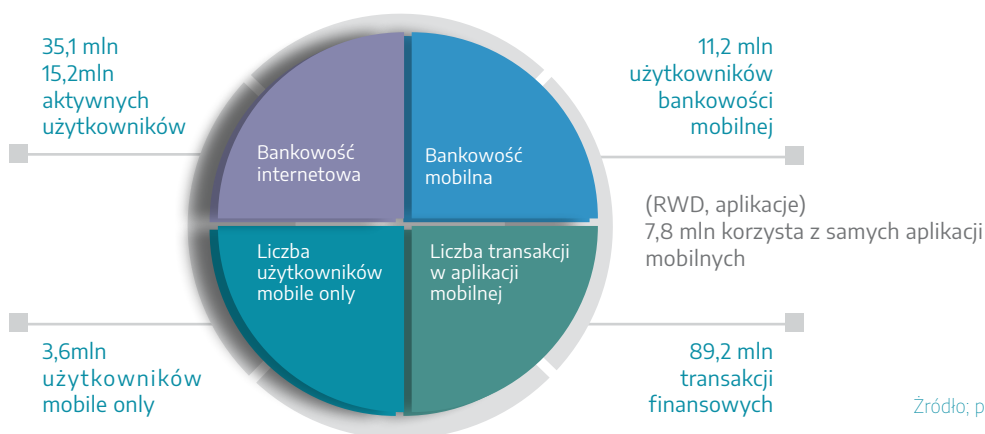 35,1 mln
15,2mln
aktywnych
użytkowników
11,2 mln
użytkowników
bankowości
mobilnej
Bankowość
internetowa
Bankowość
mobilna
(RWD, aplikacje)
7,8 mln korzysta z samych aplikacji
mobilnych
Liczba
użytkowników
mobile only
Liczba transakcji
w aplikacji
mobilnej
3,6mln
użytkowników
mobile only
89,2 mln
transakcji
finansowych
Żródło; p